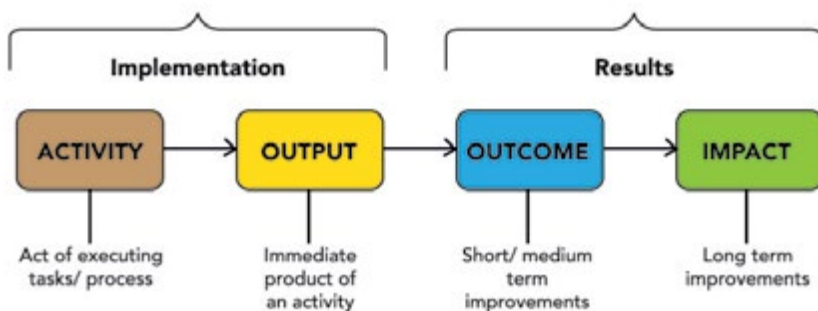 Implementation
Results
ACTIVITY
OUTPUT
OUTCOME
IMPACT
Act of executing
tasks/ process
Immediate
product of
an activity
Short/ medium
term
improvements
Long term
improvements